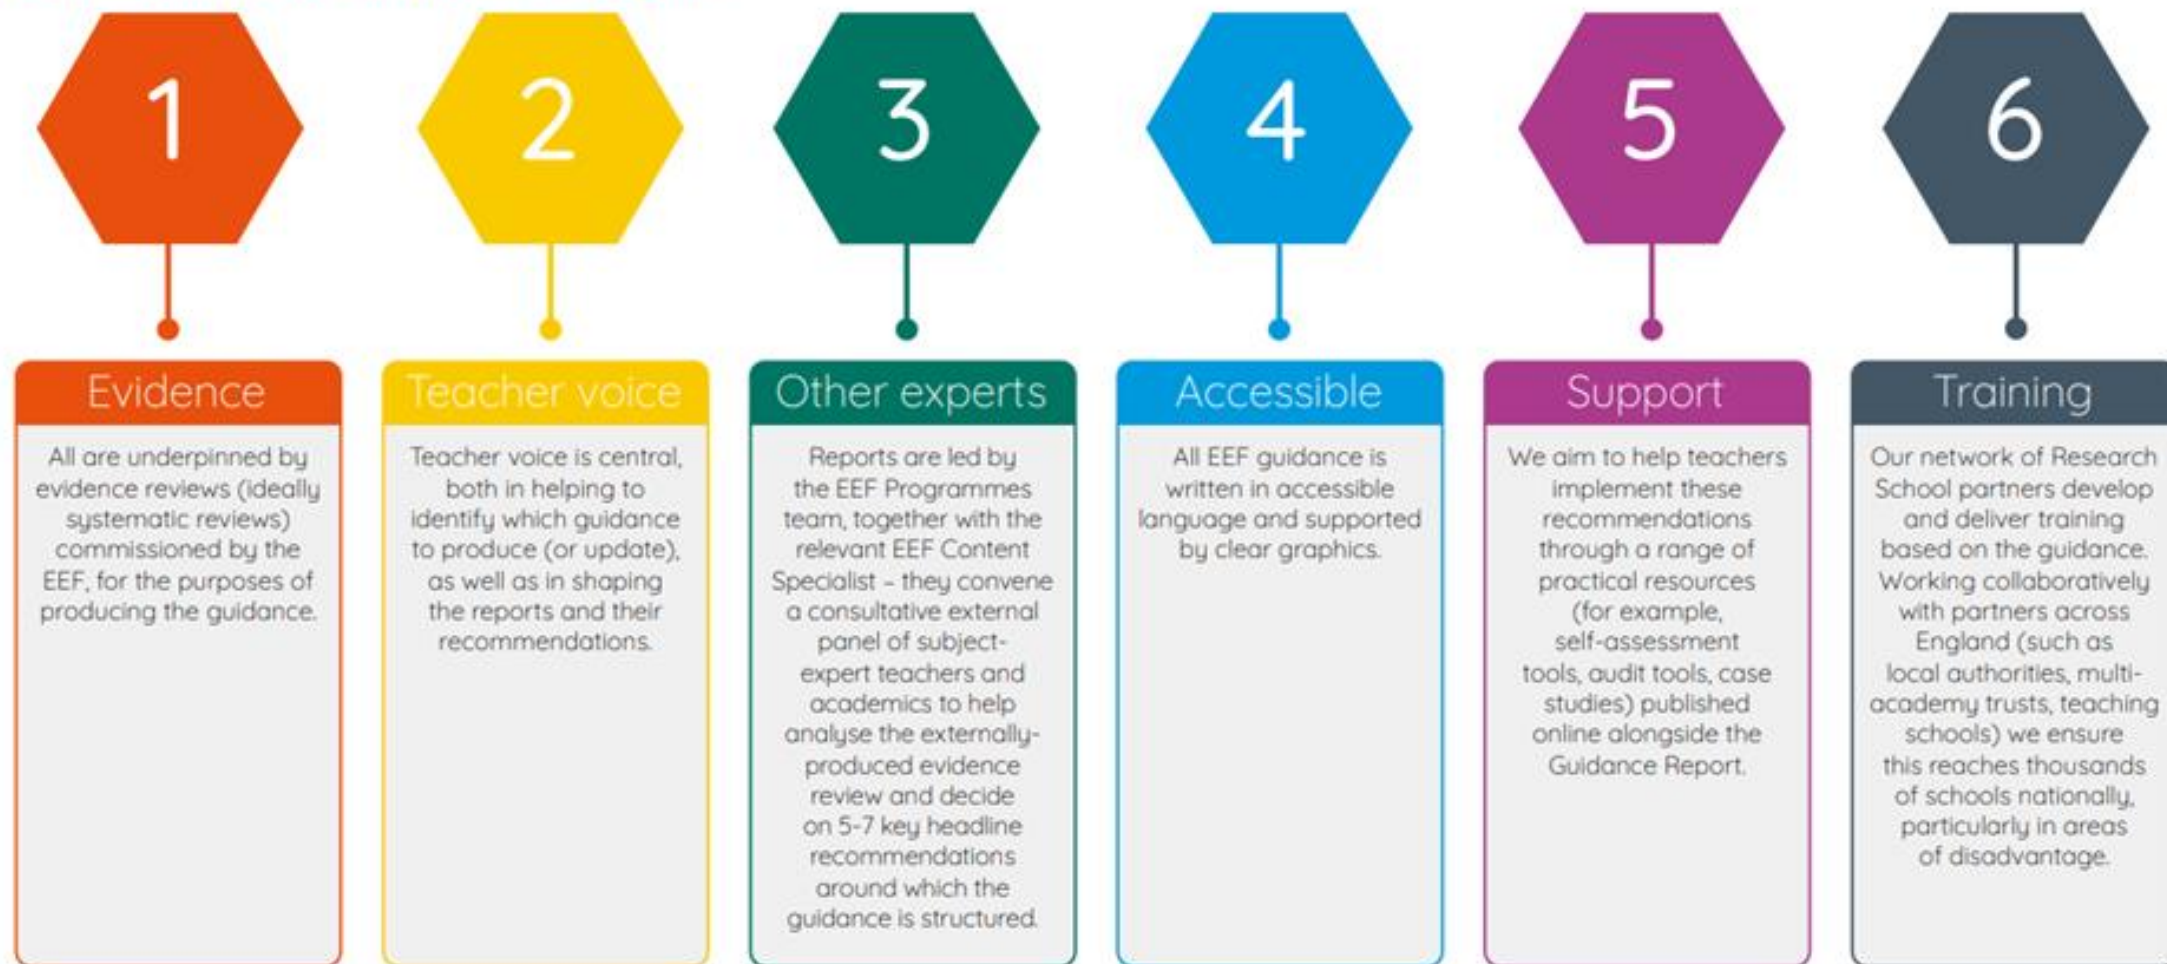 1
2
3
4
5
6
Evidence
All are underpinned by
evidence reviews (ideally
systematic reviews)
commissioned by the
EEF, for the purposes of
producing the guidance.
Teacher voice
Teacher voice is central,
both in helping to
identify which guidance
to produce (or update),
as well as in shaping
the reports and their
recommendations.
Other experts
Reports are led by
the EEF Programmes
team, together with the
relevant EEF Content
Specialist – they convene
a consultative external
panel of subject-
expert teachers and
academics to help
analyse the externally-
produced evidence
review and decide
on 5-7 key headline
recommendations
around which the
guidance is structured.
Accessible
All EEF guidance is
written in accessible
language and supported
by clear graphics.
Support
We aim to help teachers
implement these
recommendations
through a range of
practical resources
(for example,
self-assessment
tools, audit tools, case
studies) published
online alongside the
Guidance Report.
Training
Our network of Research
School partners develop
and deliver training
based on the guidance.
Working collaboratively
with partners across
England (such as
local authorities, multi-
academy trusts, teaching
schools) we ensure
this reaches thousands
of schools nationally,
particularly in areas
of disadvantage.